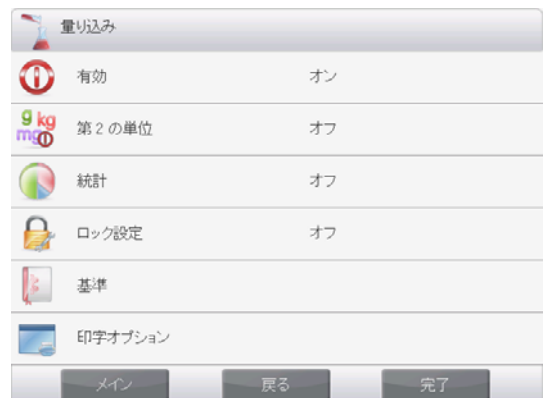 量り込み
有効 オン
g kg
mg
第2の単位 オフ
統計 オフ
ロック設定 オフ
基準
印字オプション
メイン 戻る 完了